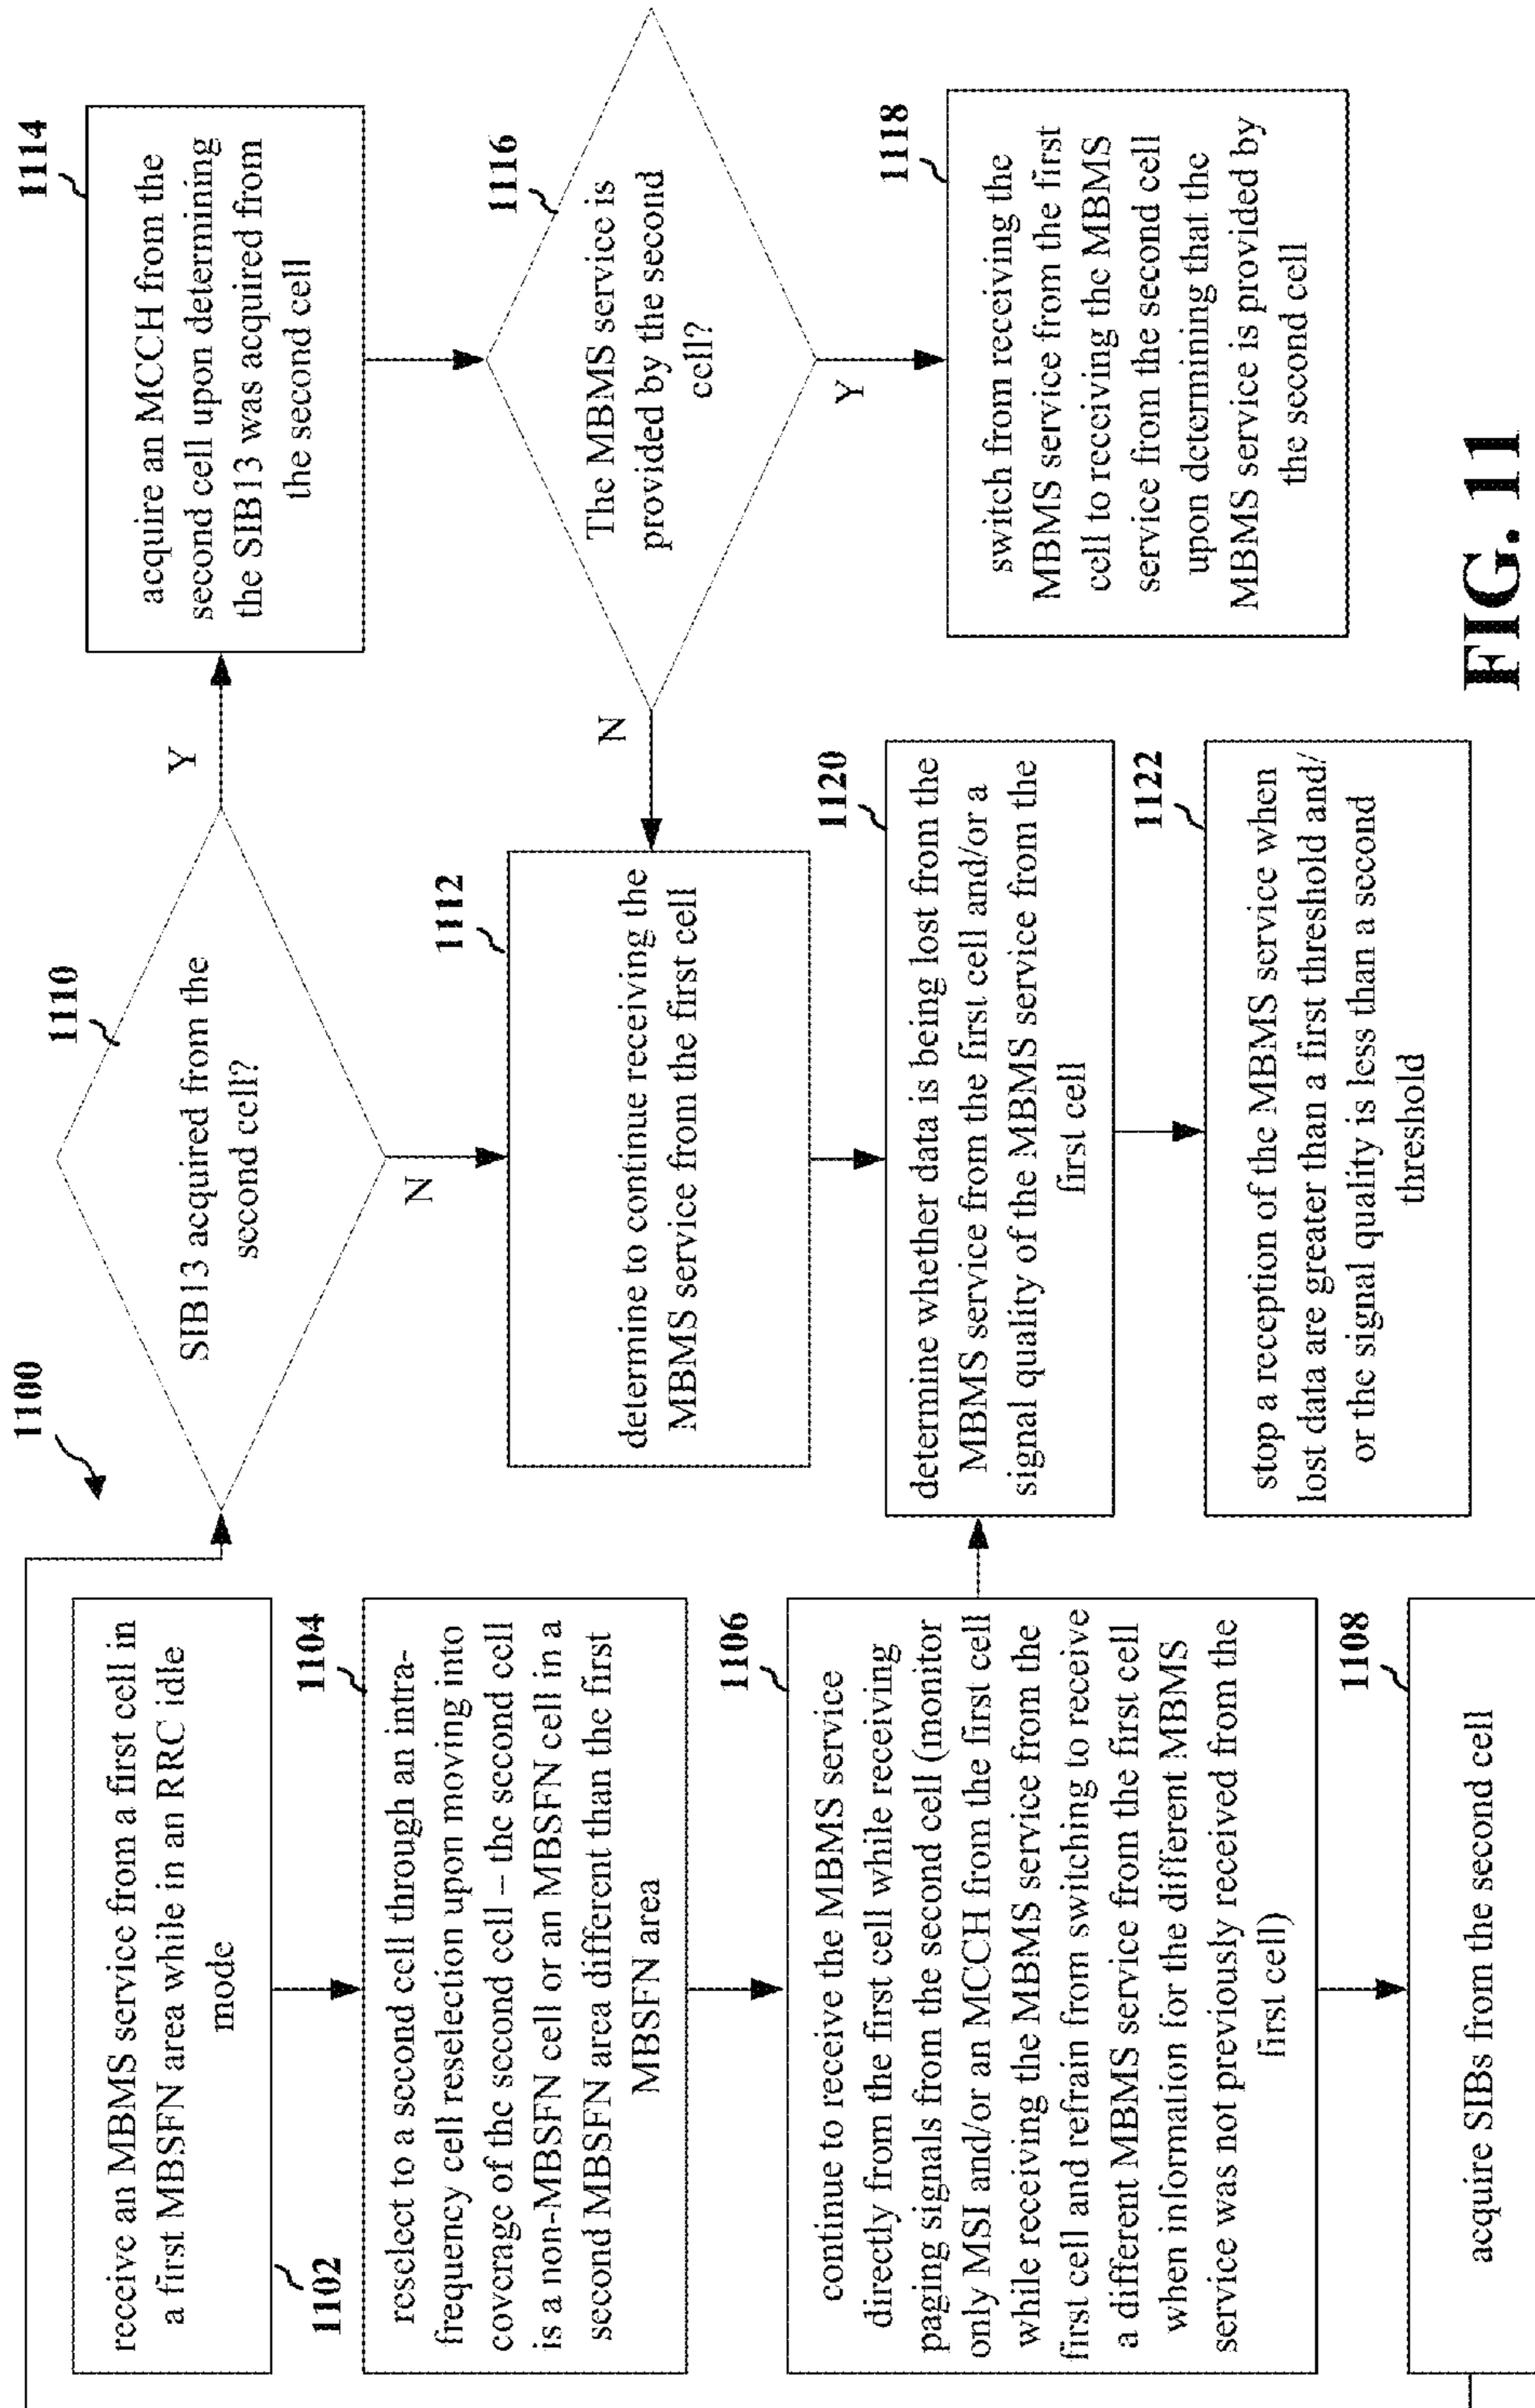 1100
receive an MBMS service from a first cell in
a first MBSFN area while in an RRC idle
mode
1102
1104
reselect to a second cell through an intra-
frequency cell reselection upon moving into
coverage of the second cell – the second cell
is a non-MBSFN cell or an MBSFN cell in a
second MBSFN area different than the first
MBSFN area
1106
continue to receive the MBMS service
directly from the first cell while receiving
paging signals from the second cell (monitor
only MSI and/or an MCCH from the first cell
while receiving the MBMS service from the
first cell and refrain from switching to receive
a different MBMS service from the first cell
when information for the different MBMS
service was not previously received from the
first cell)
1108
acquire SIBs from the second cell
1110
SIB13 acquired from the
second cell?
Y
N
1112
determine to continue receiving the
MBMS service from the first cell
1114
acquire an MCCH from the
second cell upon determining
the SIB13 was acquired from
the second cell
1116
The MBMS service is
provided by the second
cell?
N
Y
1118
switch from receiving the
MBMS service from the first
cell to receiving the MBMS
service from the second cell
upon determining that the
MBMS service is provided by
the second cell
1120
determine whether data is being lost from the
MBMS service from the first cell and/or a
signal quality of the MBMS service from the
first cell
1122
stop a reception of the MBMS service when
lost data are greater than a first threshold and/
or the signal quality is less than a second
threshold
FIG. 11